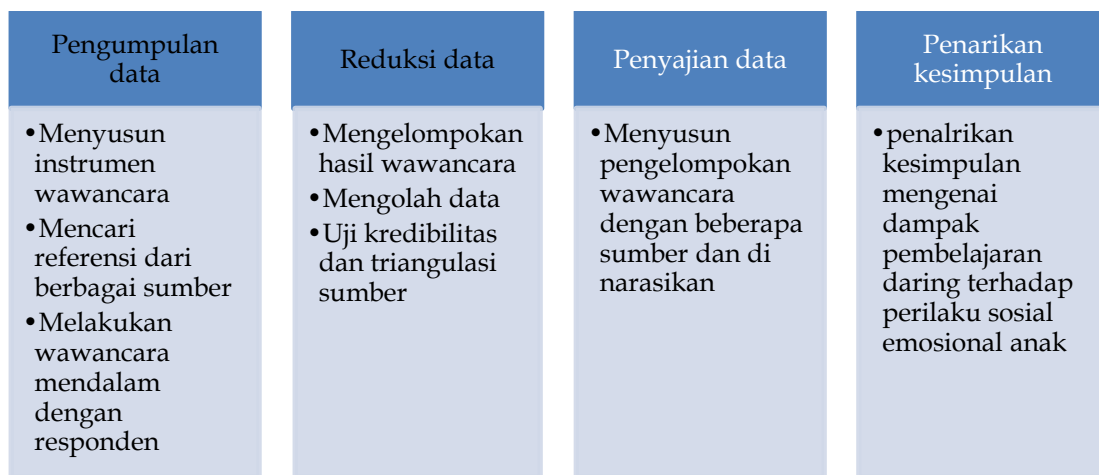 Pengumpulan
data
•Menyusun
instrumen
wawancara
•Mencari
referensi dari
berbagai sumber
•Melakukan
wawancara
mendalam
dengan
responden
Reduksi data
•Mengelompokan
hasil wawancara
•Mengolah data
•Uji kredibilitas
dan triangulasi
sumber
Penyajian data
•Menyusun
pengelompokan
wawancara
dengan beberapa
sumber dan di
narasikan
Penarikan
kesimpulan
•penalrikan
kesimpulan
mengenai
dampak
pembelajaran
daring terhadap
perilaku sosial
emosional anak